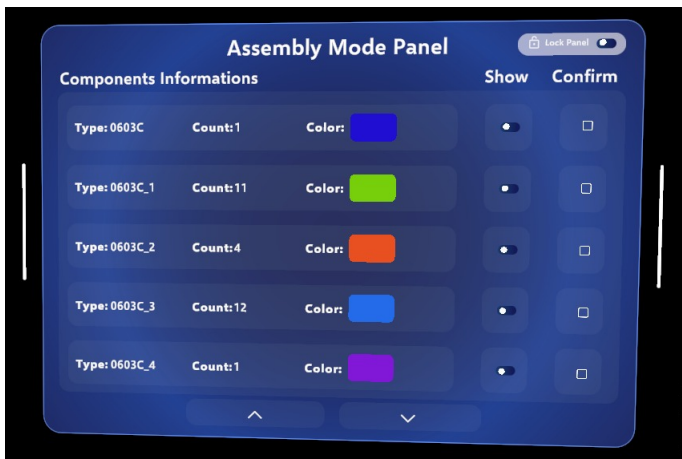 Assembly Mode Panel
Lock Panel
Components Informations Show Confirm
Type: 0603C Count:1 Color:
Type: 0603C_1 Count:11 Color:
Type: 0603C_2 Count:4 Color:
Type: 0603C_3 Count:12 Color:
Type: 0603C_4 Count:1 Color: